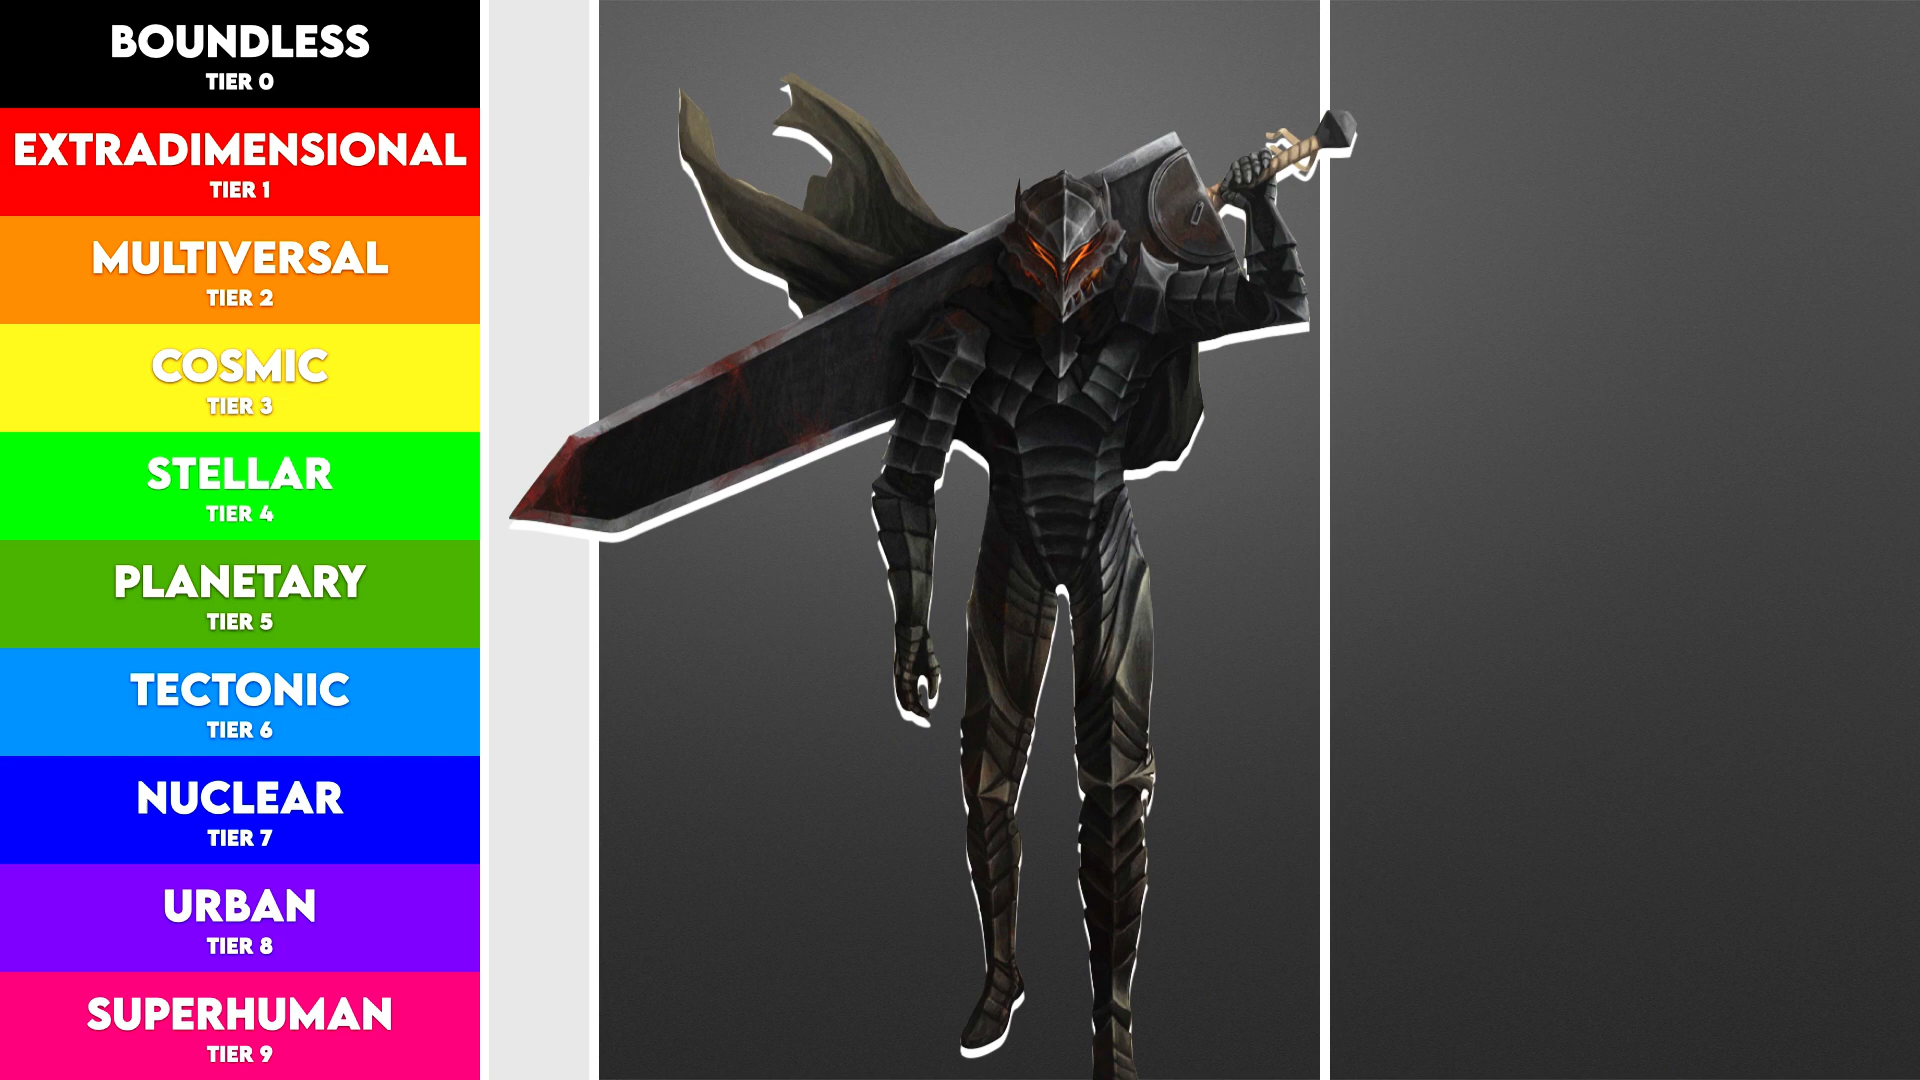 BOUNDLESS
TIER 0
EXTRADIMENSIONAL
TIER 1
MULTIVERSAL
TIER 2
COSMIC
TIER 3
STELLAR
TIER 4
PLANETARY
TIER 5
TECTONIC
TIER 6
NUCLEAR
TIER 7
URBAN
TIER 8
SUPERHUMAN
TIER 9